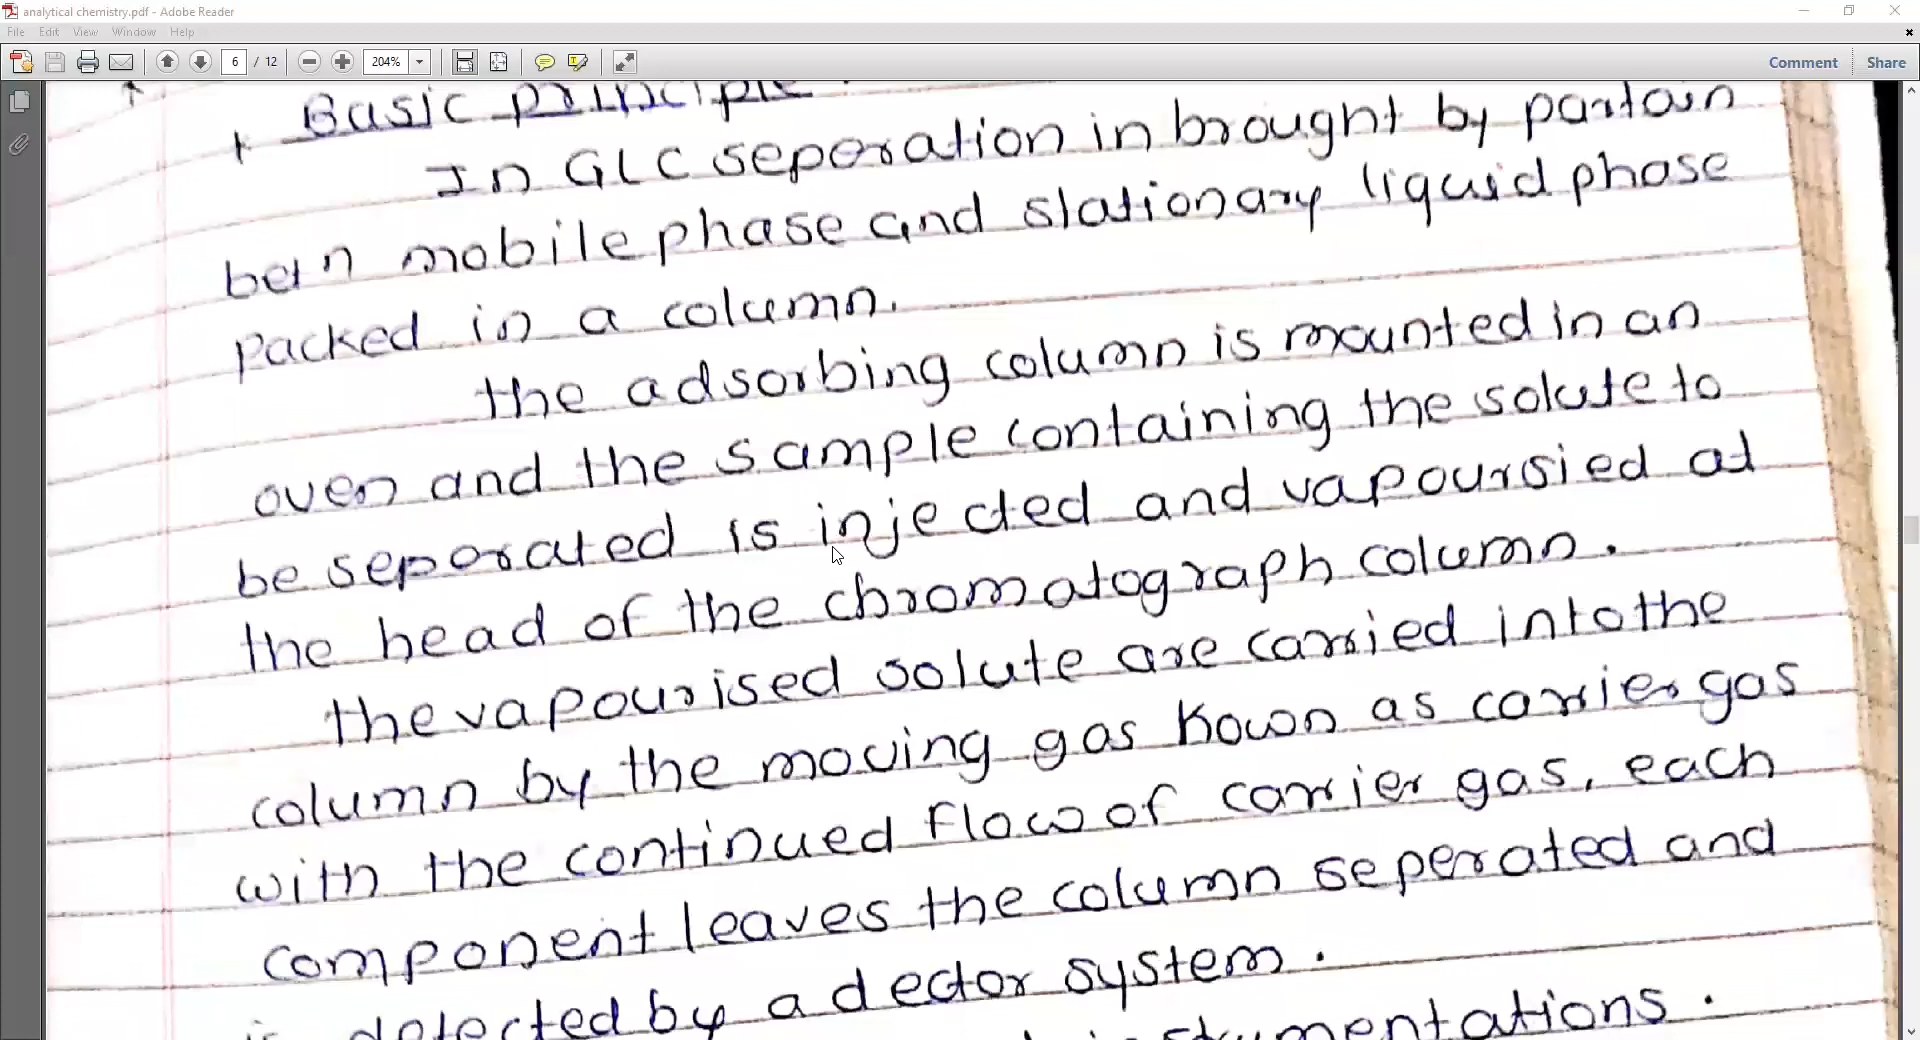 analytical chemistry.pdf - Adobe Reader
File Edit View Window Help
6 / 12 204% Comment Share
Basic principle
In GLC seperation in brought by partain
betn mobile phase and stationary liquid phase
packed in a column.
the adsorbing column is mounted in an
oven and the sample containing the solute to
be seperated is injected and vapoursied at
the head of the chromatograph column.
the vapourised solute are carried into the
column by the moving gas kown as carrier gas
with the continued flow of carrier gas, each
component leaves the column seperated and
is detected by a dector system.
instrumentations.